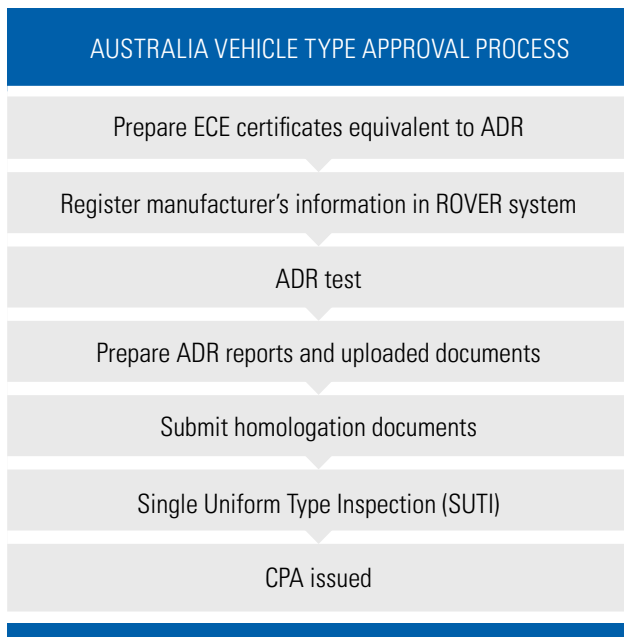 AUSTRALIA VEHICLE TYPE APPROVAL PROCESS
Prepare ECE certificates equivalent to ADR
Register manufacturer’s information in ROVER system
ADR test
Prepare ADR reports and uploaded documents
Submit homologation documents
Single Uniform Type Inspection (SUTI)
CPA issued